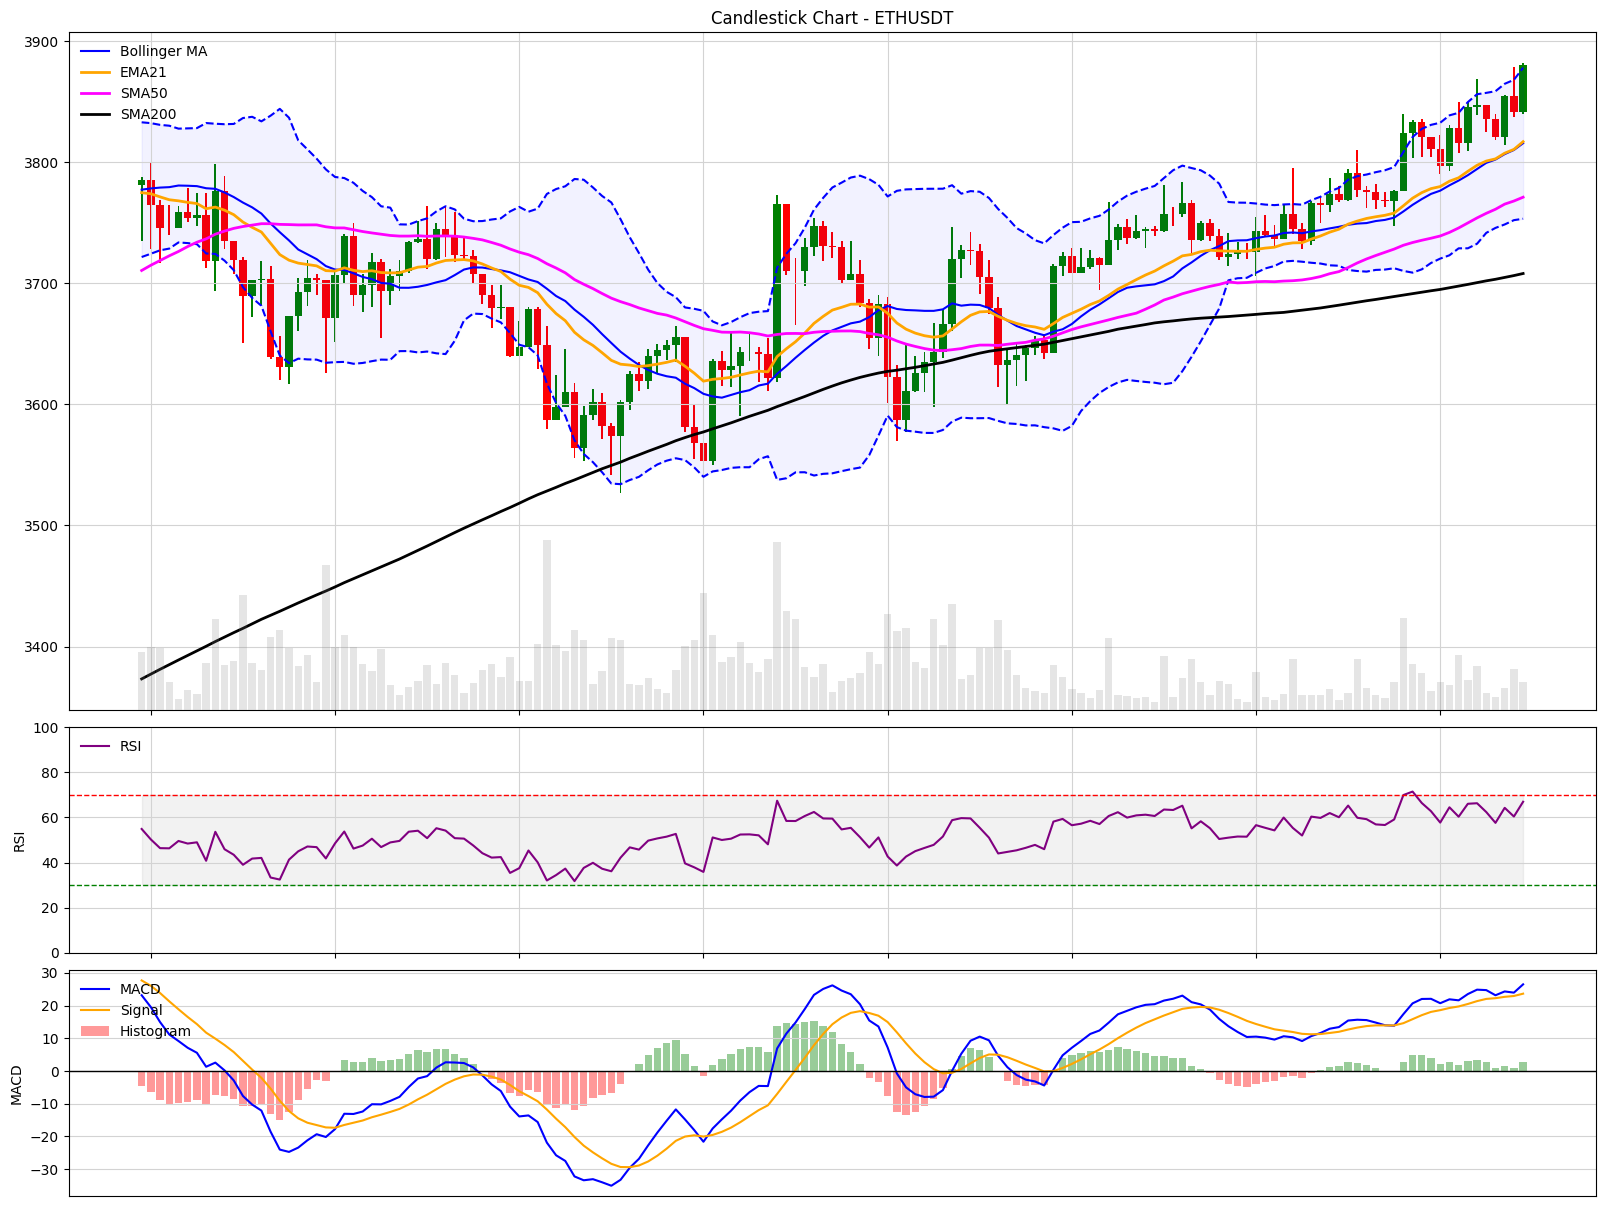 Candlestick Chart - ETHUSDT
3900
3800
3700
3600
3500
3400
Bollinger MA
EMA21
SMA50
SMA200
100
80
60
40
20
0
RSI
RSI
30
20
10
0
−10
−20
−30
MACD
MACD
Signal
Histogram